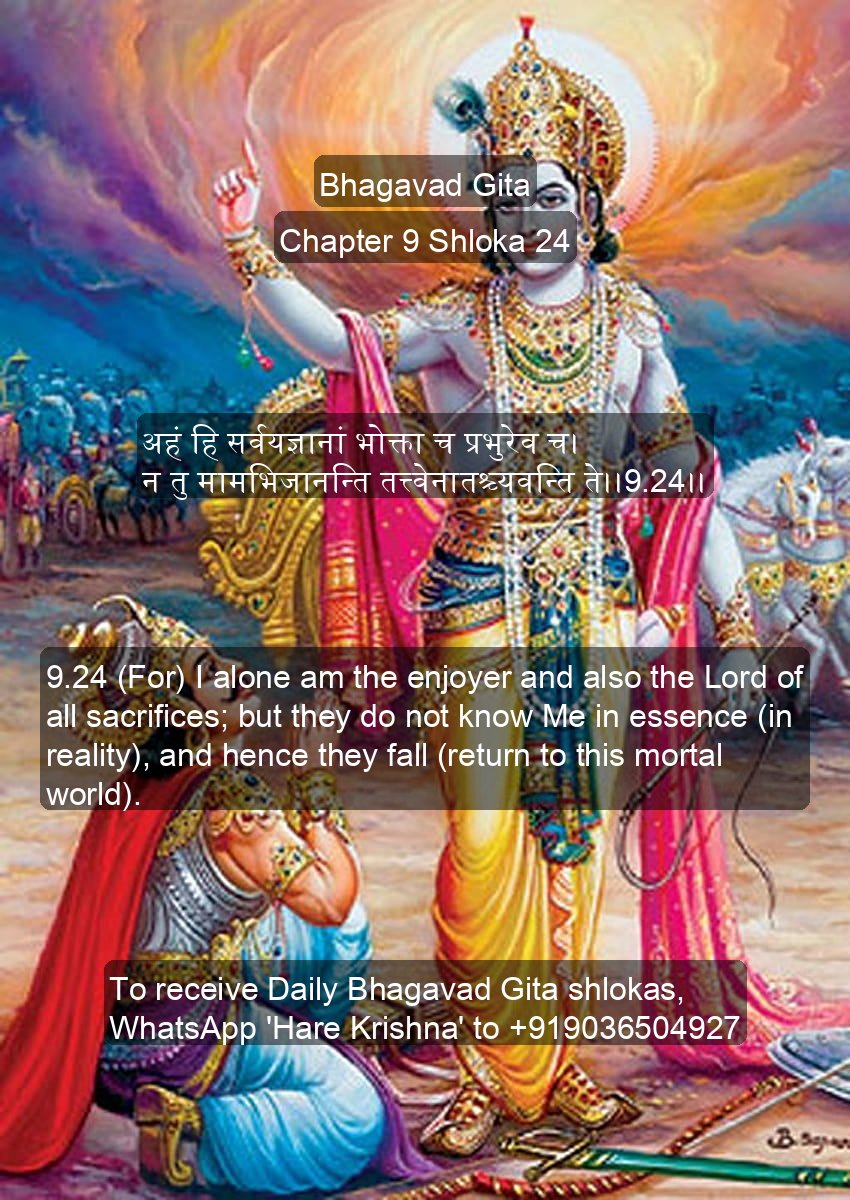 Bhagavad Gita
Chapter 9 Shloka 24
अहं हि सर्वयज्ञानां भोक्ता च प्रभुरेव च।
न तु मामभिजानन्ति तत्त्वेनातश्च्यवन्ति ते।।9.24।।
9.24 (For) I alone am the enjoyer and also the Lord of
all sacrifices; but they do not know Me in essence (in
reality), and hence they fall (return to this mortal
world).
To receive Daily Bhagavad Gita shlokas,
WhatsApp 'Hare Krishna' to +919036504927